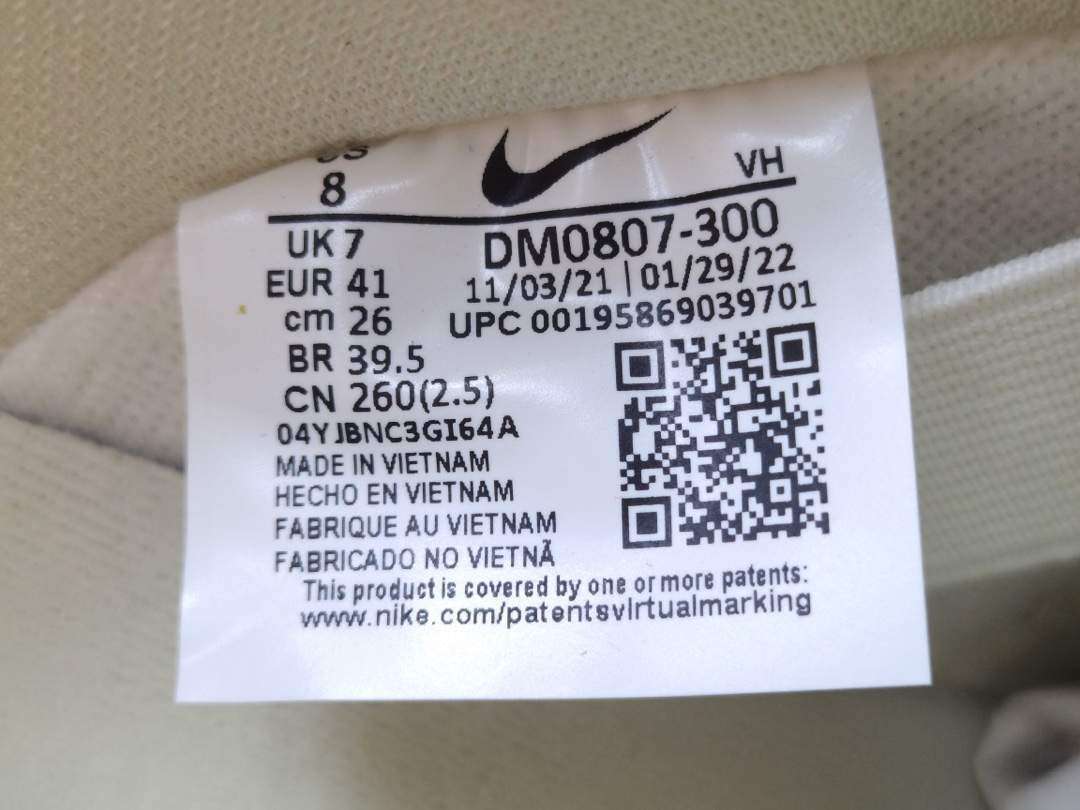 US
8
VH
UK 7
DM0807-300
EUR 41
11/03/21 | 01/29/22
cm 26
UPC 00195869039701
BR 39.5
CN 260(2.5)
04YJBNC3GI64A
MADE IN VIETNAM
HECHO EN VIETNAM
FABRIQUE AU VIETNAM
FABRICADO NO VIETNÃ
This product is covered by one or more patents:
www.nike.com/patentsvirtualmarking